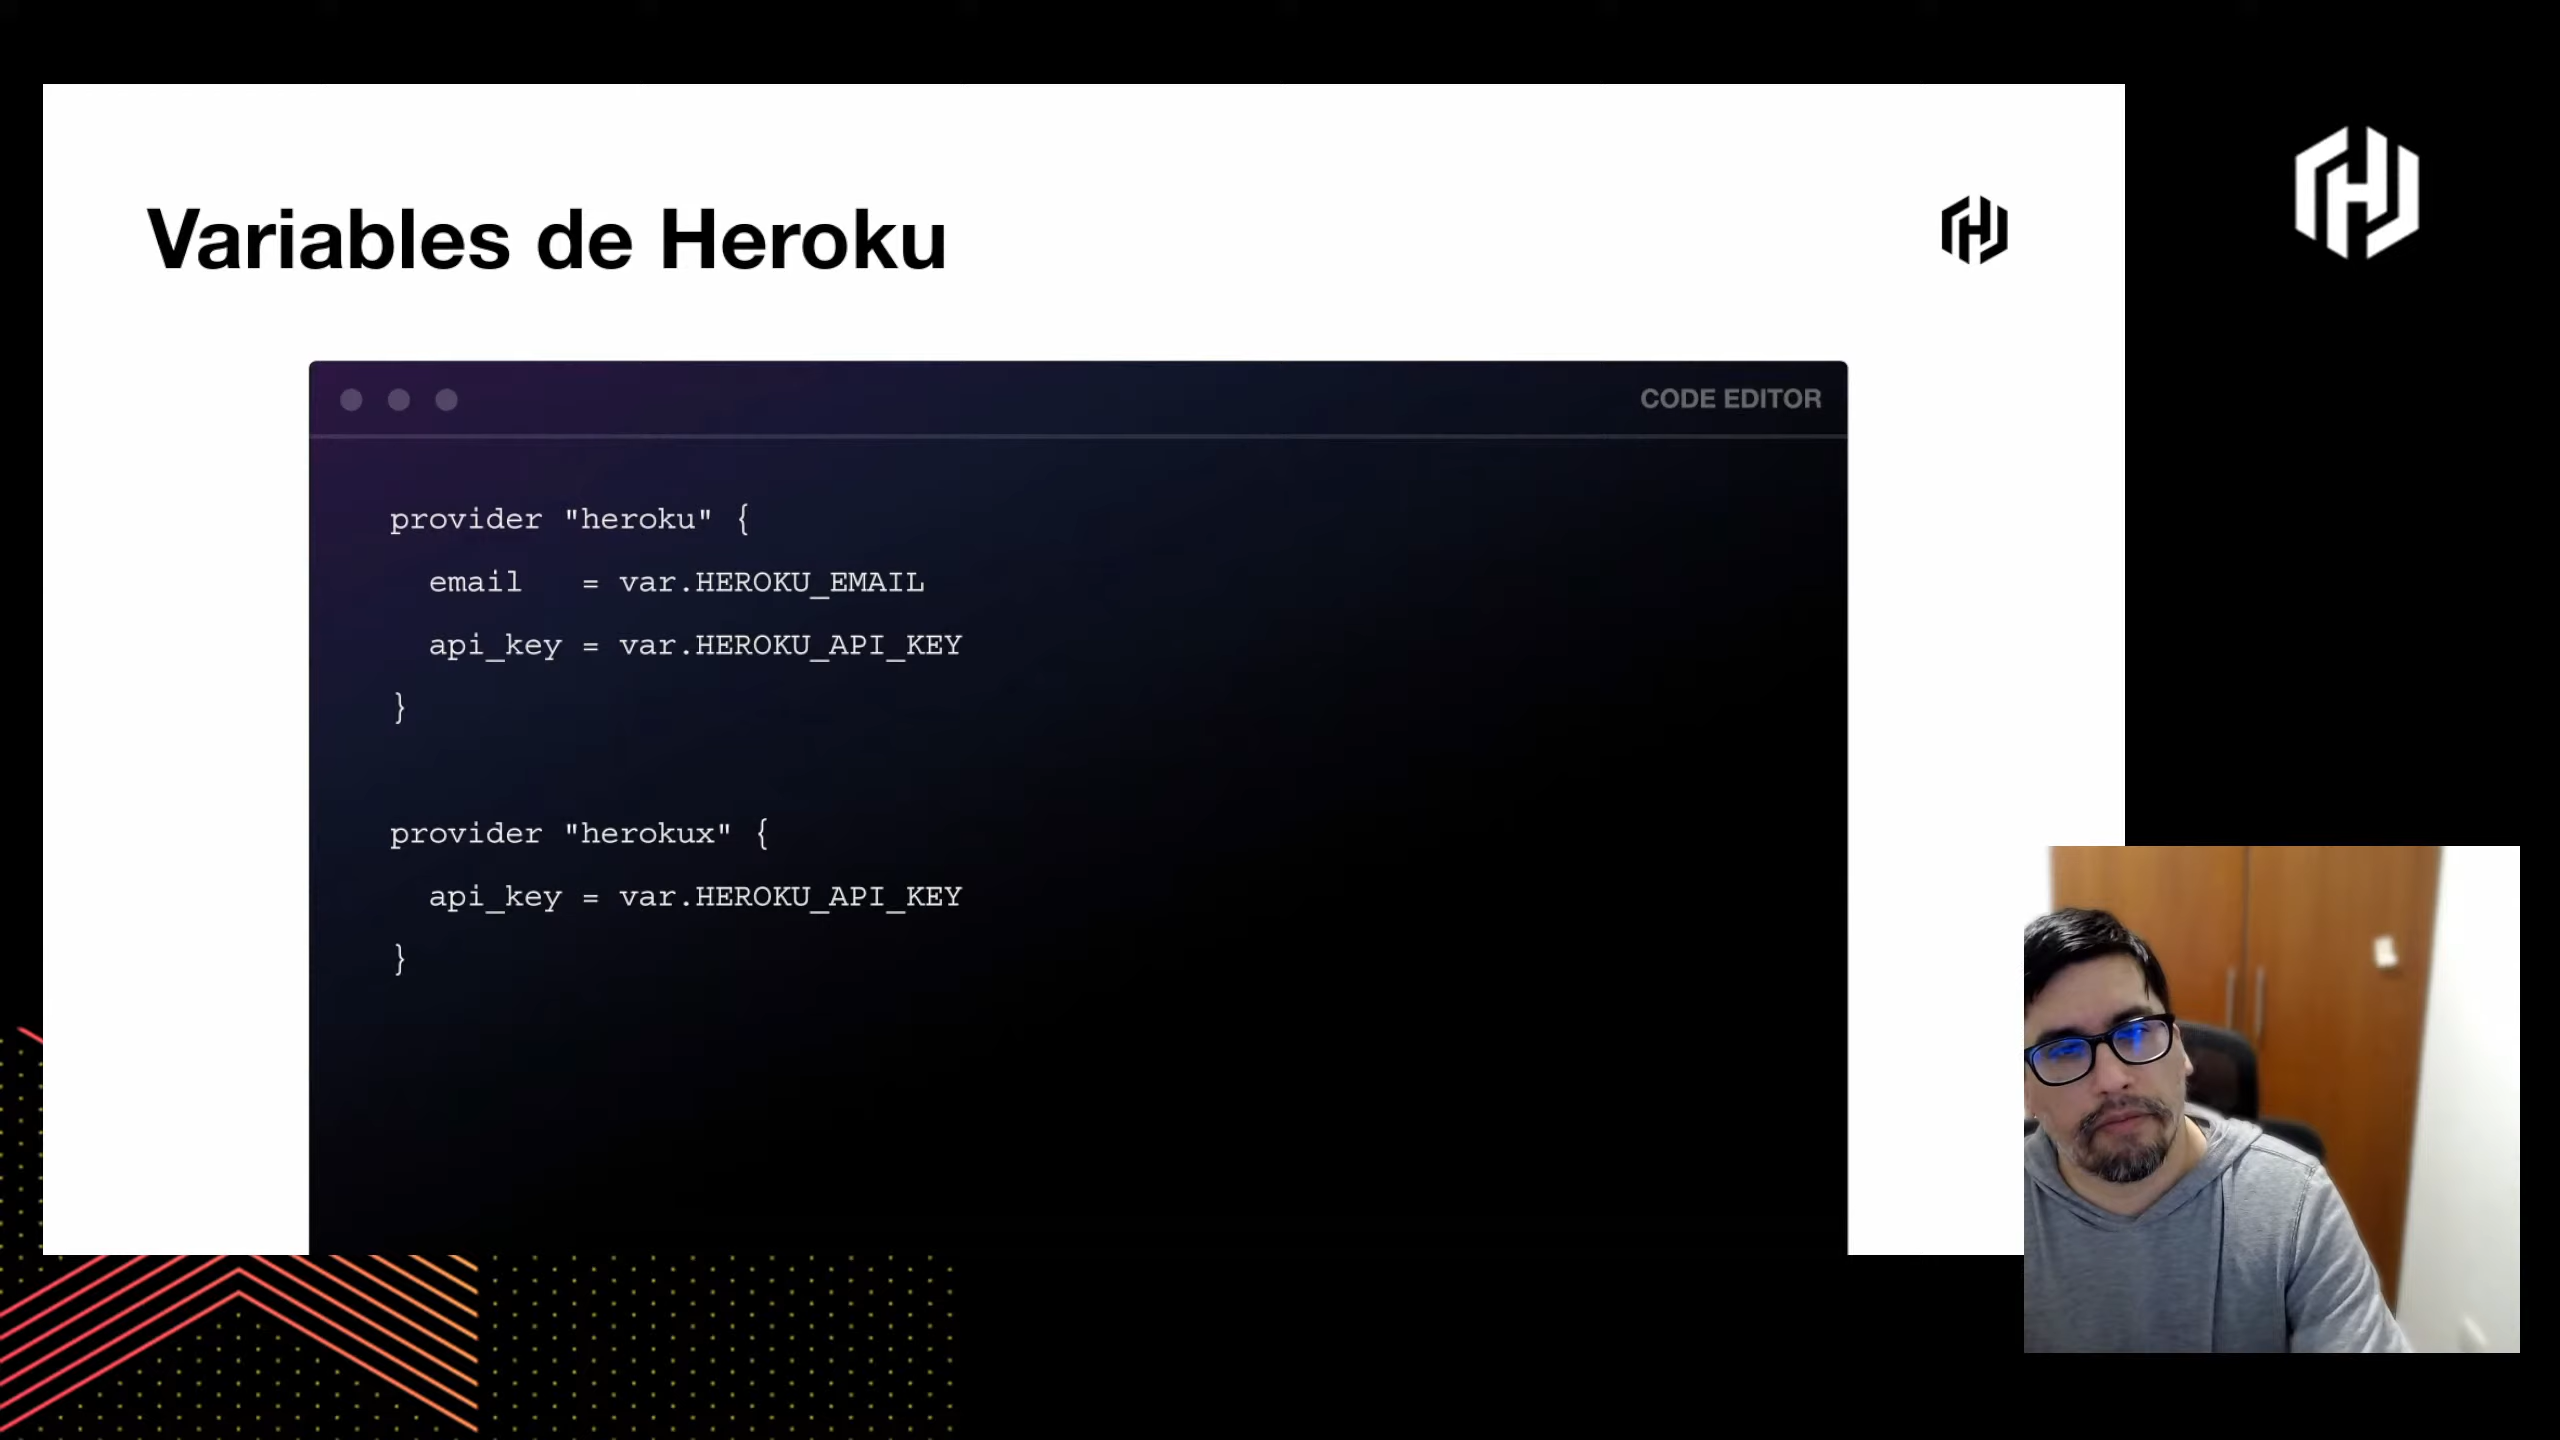 Variables de Heroku
CODE EDITOR
provider "heroku" {
  email   = var.HEROKU_EMAIL
  api_key = var.HEROKU_API_KEY
}
provider "herokux" {
  api_key = var.HEROKU_API_KEY
}